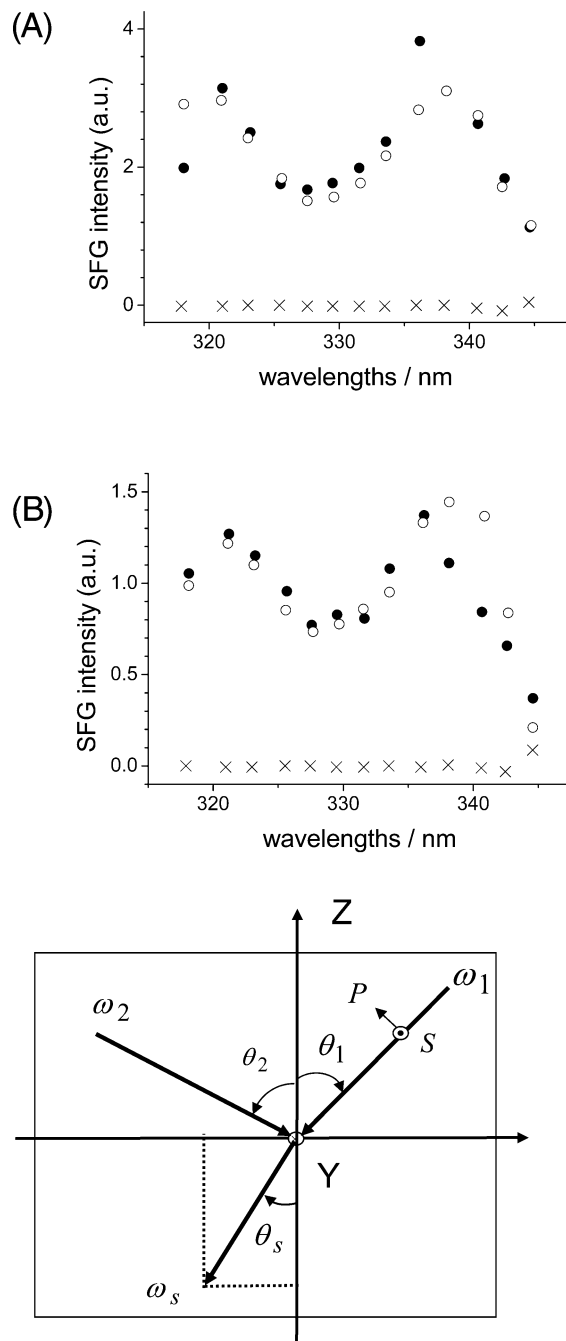 (A)
4
2
0
SFG intensity (a.u.)
320
330
340
wavelengths / nm
(B)
1.5
1.0
0.5
0.0
SFG intensity (a.u.)
320
330
340
wavelengths / nm
Z
ω₂
ω₁
P
S
θ₂
θ₁
Y
θₛ
ωₛ